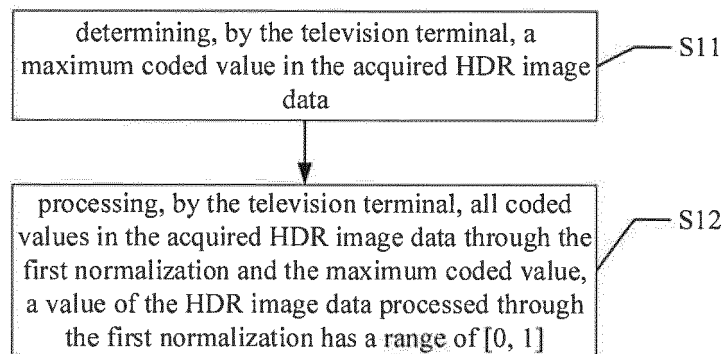 determining, by the television terminal, a
maximum coded value in the acquired HDR image
data
S11
processing, by the television terminal, all coded
values in the acquired HDR image data through the
first normalization and the maximum coded value,
a value of the HDR image data processed through
the first normalization has a range of [0, 1]
S12